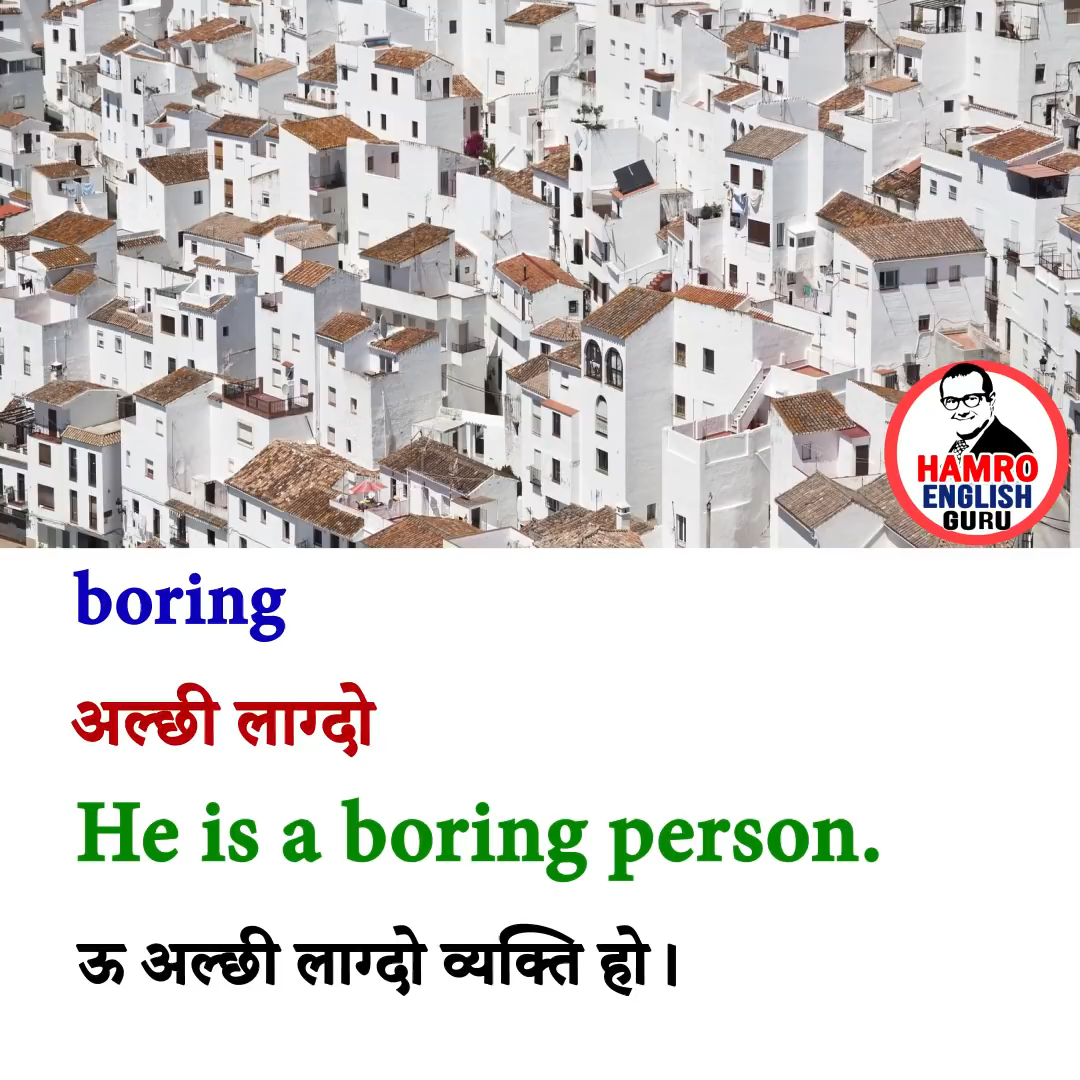 HAMRO
ENGLISH
GURU
boring
अल्छी लाग्दो
He is a boring person.
ऊ अल्छी लाग्दो व्यक्ति हो।